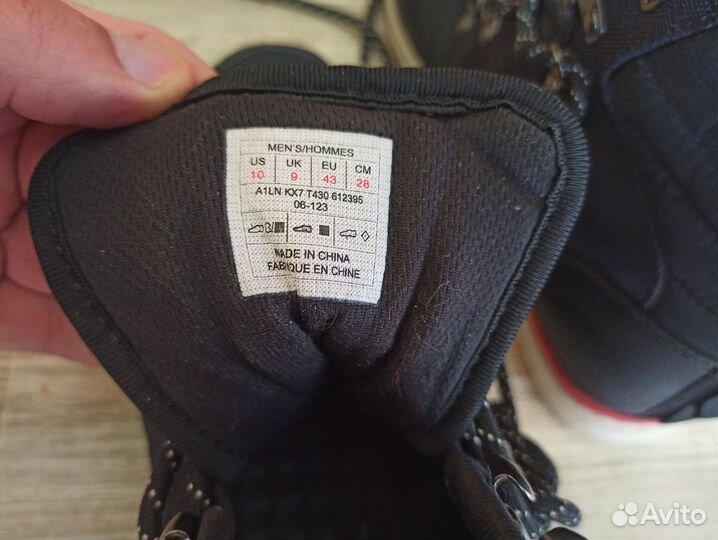 MEN'S/HOMMES
US UK EU CM
10 9 43 28
A1LN KX7 T430 612395
06-123
MADE IN CHINA
FABRIQUE EN CHINE
Avito